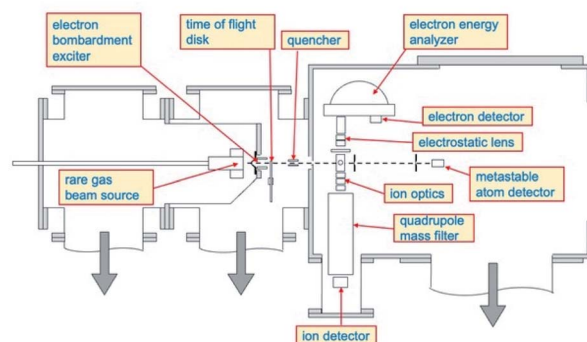 electron
bombardment
exciter
time of flight
disk
quencher
electron energy
analyzer
electron detector
electrostatic lens
rare gas
beam source
ion optics
metastable
atom detector
quadrupole
mass filter
ion detector